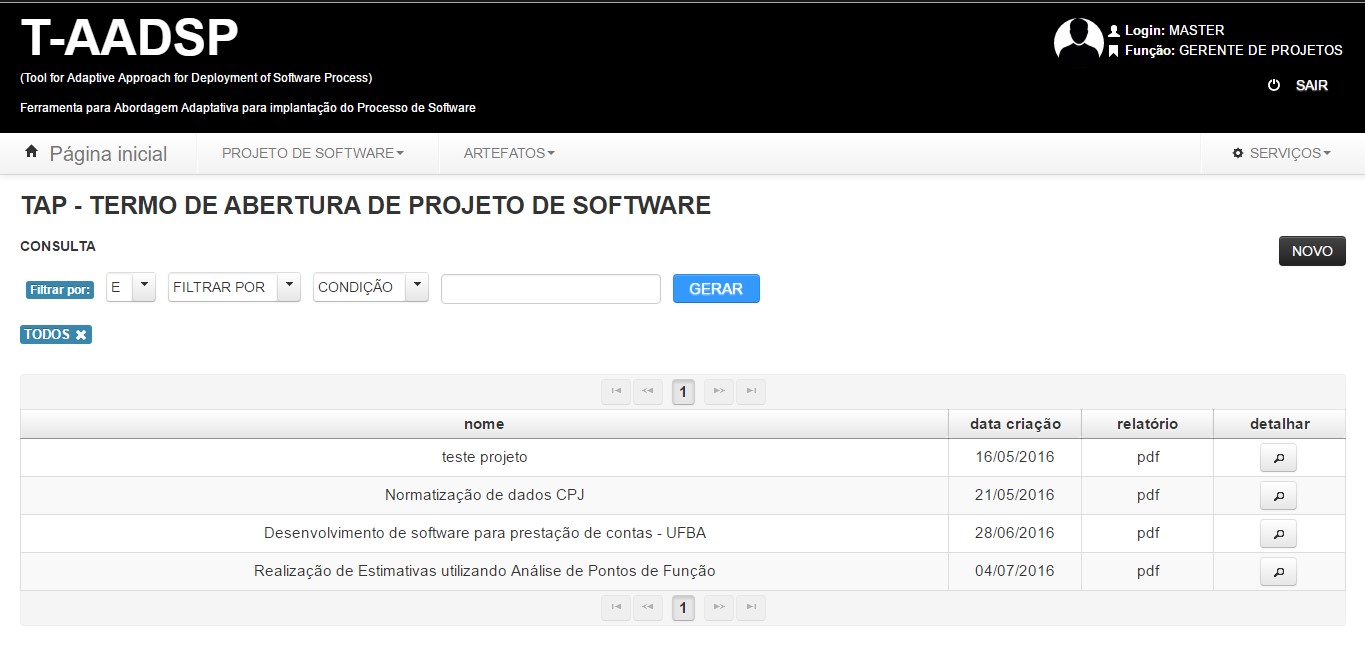 T-AADSP
(Tool for Adaptive Approach for Deployment of Software Process)
Ferramenta para Abordagem Adaptativa para implantação do Processo de Software
Login: MASTER
Função: GERENTE DE PROJETOS
SAIR
Página inicial PROJETO DE SOFTWARE ARTEFATOS SERVIÇOS
TAP - TERMO DE ABERTURA DE PROJETO DE SOFTWARE
CONSULTA
NOVO
Filtrar por: E FILTRAR POR CONDIÇÃO GERAR
TODOS
1
nome data criação relatório detalhar
teste projeto 16/05/2016 pdf
Normatização de dados CPJ 21/05/2016 pdf
Desenvolvimento de software para prestação de contas - UFBA 28/06/2016 pdf
Realização de Estimativas utilizando Análise de Pontos de Função 04/07/2016 pdf
1